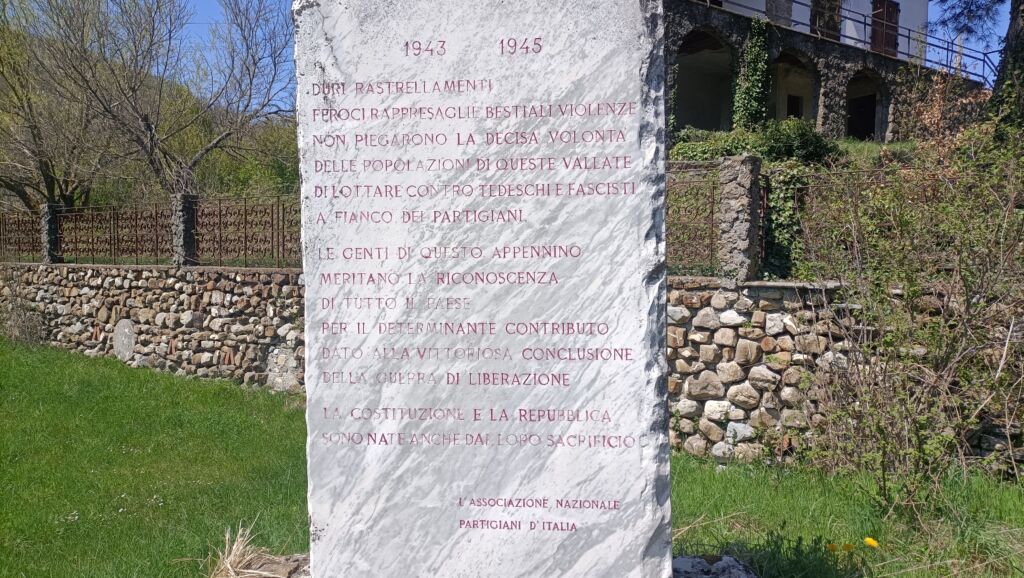 1943 1945
DURI RASTRELLAMENTI
FEROCI RAPPRESAGLIE BESTIALI VIOLENZE
NON PIEGARONO LA DECISA VOLONTA
DELLE POPOLAZIONI DI QUESTE VALLATE
DI LOTTARE CONTRO TEDESCHI E FASCISTI
A FIANCO DEI PARTIGIANI.
LE GENTI DI QUESTO APPENNINO
MERITANO LA RICONOSCENZA
DI TUTTO IL PAESE
PER IL DETERMINANTE CONTRIBUTO
DATO ALLA VITTORIOSA CONCLUSIONE
DELLA GUERRA DI LIBERAZIONE
LA COSTITUZIONE E LA REPUBBLICA
SONO NATE ANCHE DAL LORO SACRIFICIO
L'ASSOCIAZIONE NAZIONALE
PARTIGIANI D'ITALIA